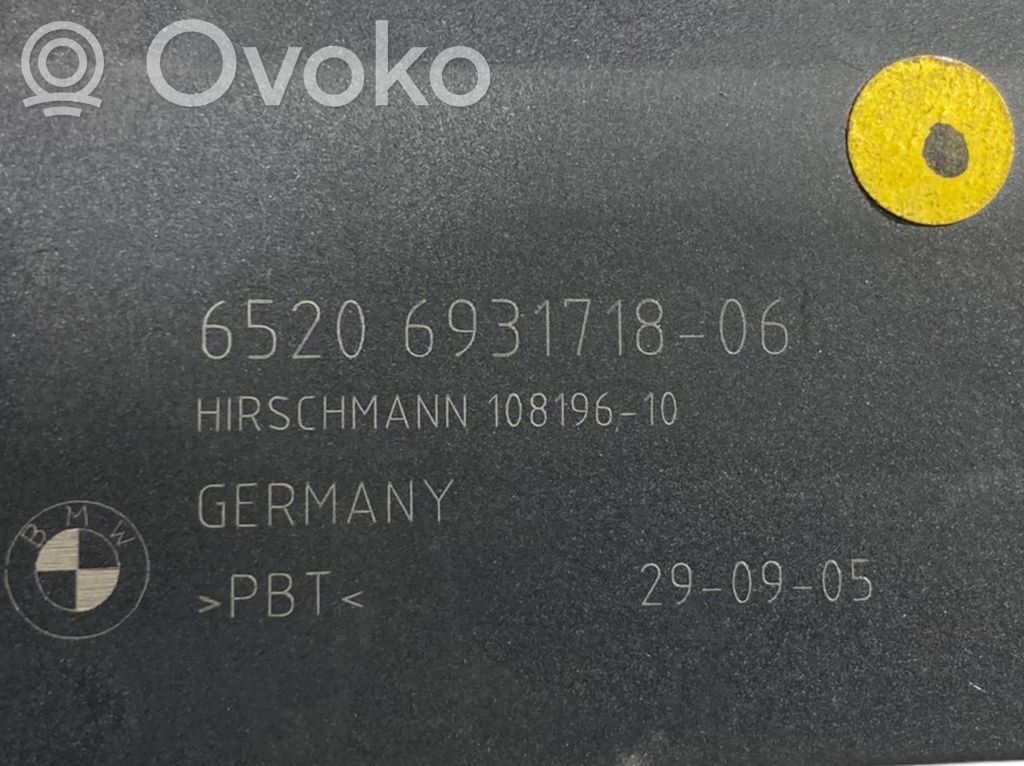 Ovoko
6520 6931718-06
HIRSCHMANN 108196-10
GERMANY
BMW
>PBT<
29-09-05